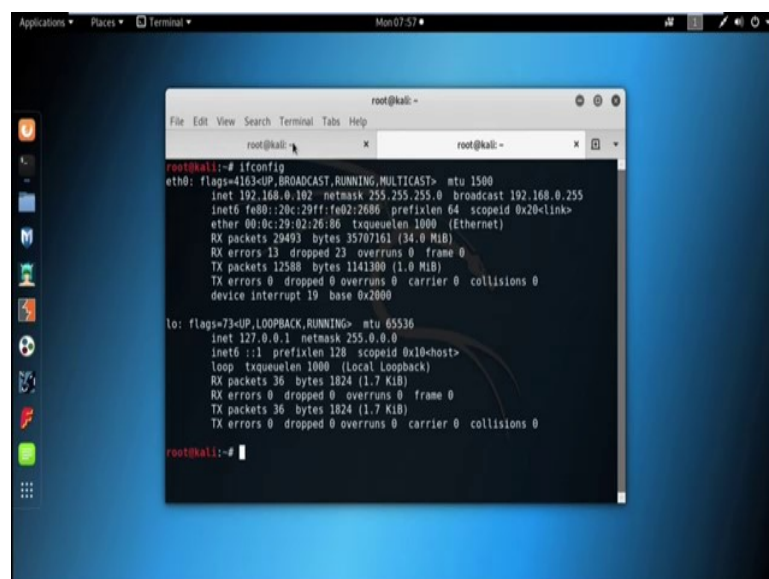 Applications Places Terminal Mon 07:57 1
root@kali: ~
File Edit View Search Terminal Tabs Help
root@kali: ~ × root@kali: ~ ×
root@kali:~# ifconfig
eth0: flags=4163<UP,BROADCAST,RUNNING,MULTICAST> mtu 1500
inet 192.168.0.102 netmask 255.255.255.0 broadcast 192.168.0.255
inet6 fe80::20c:29ff:fe02:2686 prefixlen 64 scopeid 0x20<link>
ether 00:0c:29:02:26:86 txqueuelen 1000 (Ethernet)
RX packets 29493 bytes 35707161 (34.0 MiB)
RX errors 13 dropped 23 overruns 0 frame 0
TX packets 12588 bytes 1141300 (1.0 MiB)
TX errors 0 dropped 0 overruns 0 carrier 0 collisions 0
device interrupt 19 base 0x2000
lo: flags=73<UP,LOOPBACK,RUNNING> mtu 65536
inet 127.0.0.1 netmask 255.0.0.0
inet6 ::1 prefixlen 128 scopeid 0x10<host>
loop txqueuelen 1000 (Local Loopback)
RX packets 36 bytes 1824 (1.7 KiB)
RX errors 0 dropped 0 overruns 0 frame 0
TX packets 36 bytes 1824 (1.7 KiB)
TX errors 0 dropped 0 overruns 0 carrier 0 collisions 0
root@kali:~#